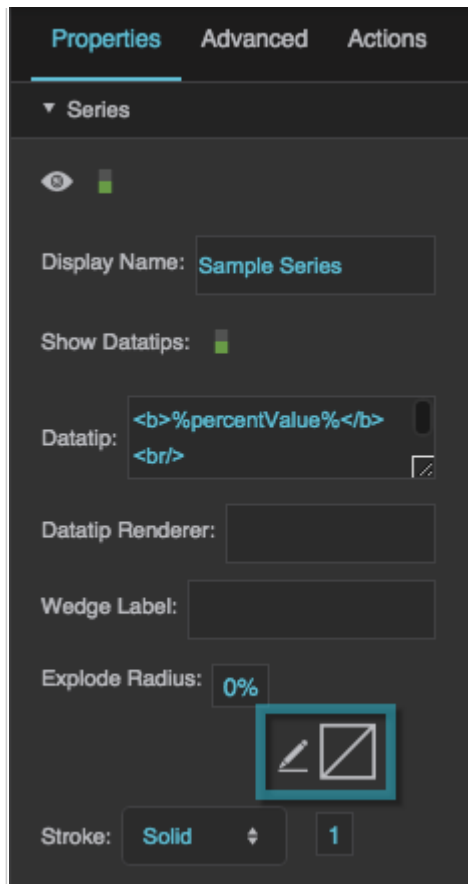 Properties Advanced Actions
Series
Display Name: Sample Series
Show Datatips:
Datatip: <b>%percentValue%</b>
<br/>
Datatip Renderer:
Wedge Label:
Explode Radius: 0%
Stroke: Solid 1